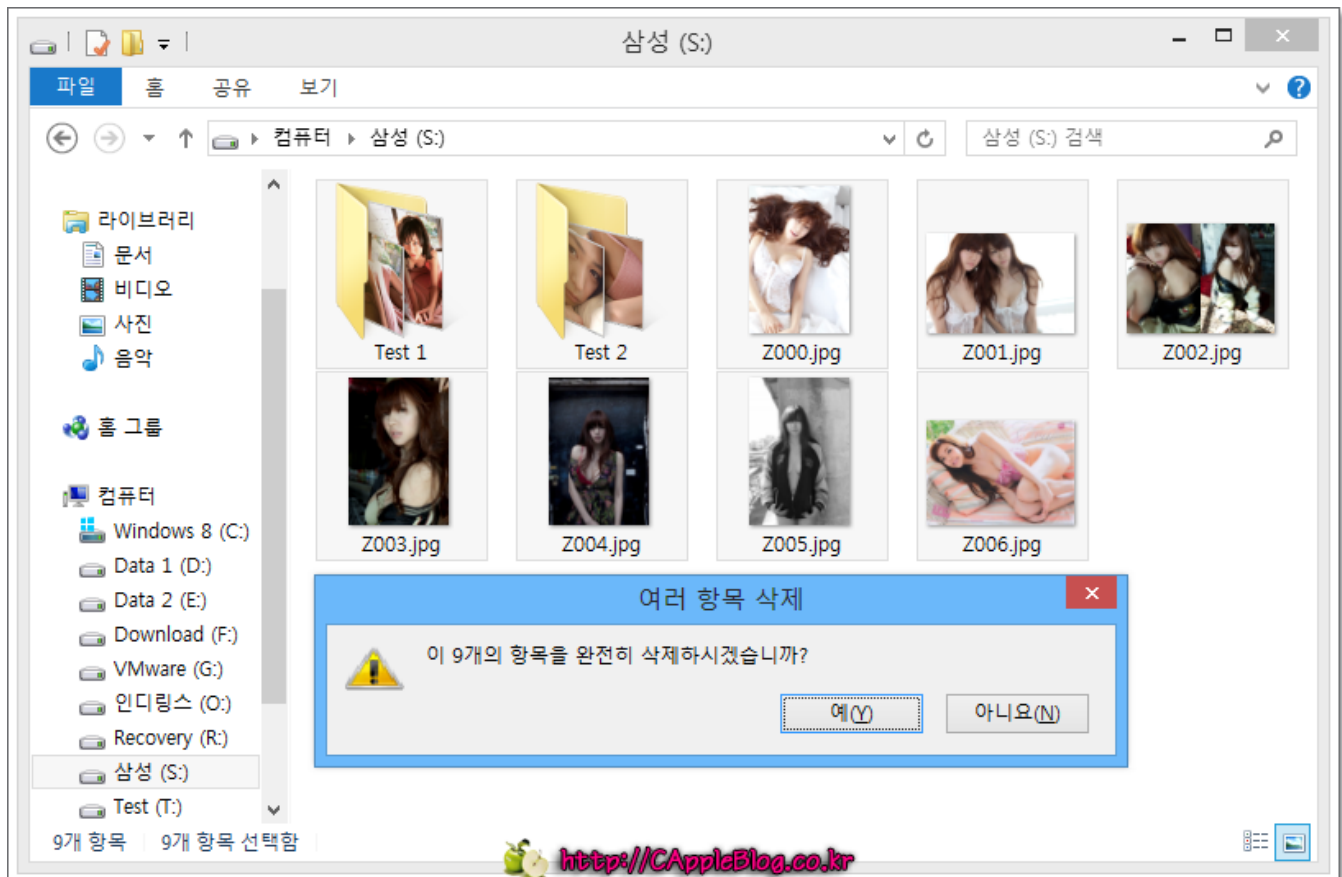 삼성 (S:)
파일 홈 공유 보기
컴퓨터 삼성 (S:)
삼성 (S:) 검색
라이브러리
문서
비디오
사진
음악
홈 그룹
컴퓨터
Windows 8 (C:)
Data 1 (D:)
Data 2 (E:)
Download (F:)
VMware (G:)
인디링스 (O:)
Recovery (R:)
삼성 (S:)
Test (T:)
Test 1 Test 2 Z000.jpg Z001.jpg Z002.jpg
Z003.jpg Z004.jpg Z005.jpg Z006.jpg
여러 항목 삭제
이 9개의 항목을 완전히 삭제하시겠습니까?
예(Y) 아니요(N)
9개 항목 9개 항목 선택함
http://CAppleBlog.co.kr